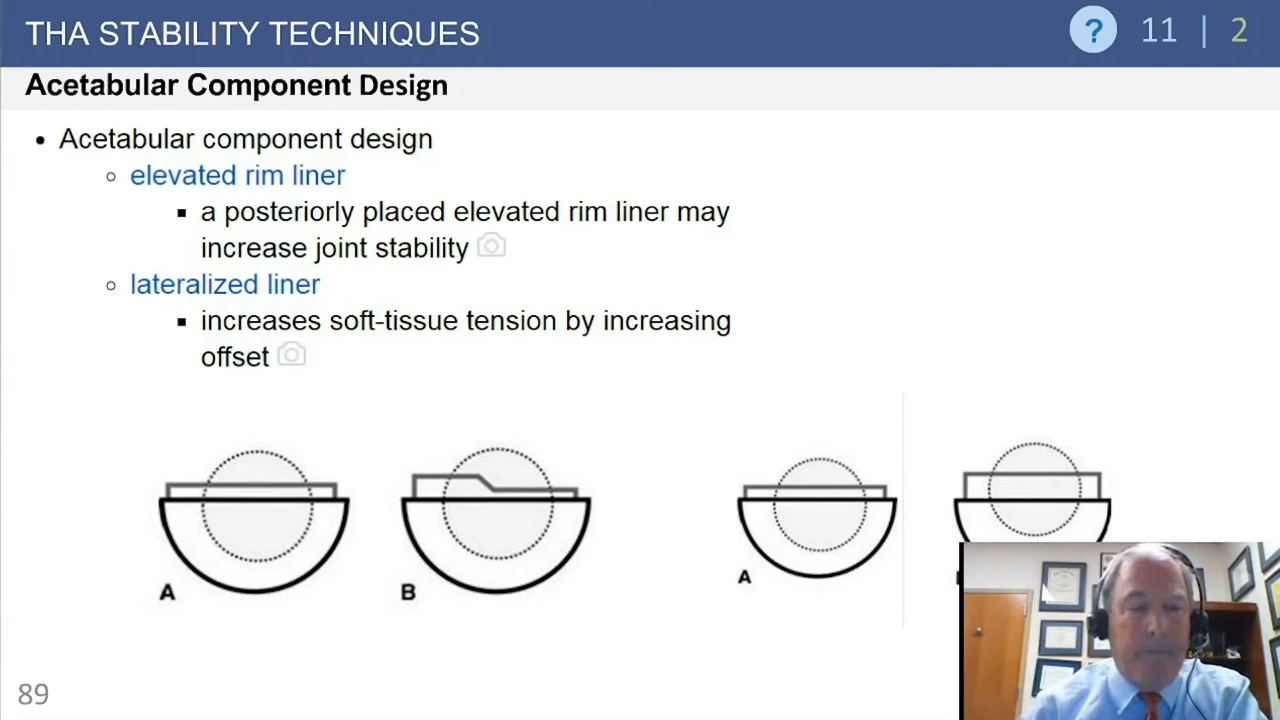 THA STABILITY TECHNIQUES
? 11 | 2
Acetabular Component Design
• Acetabular component design
○ elevated rim liner
▪ a posteriorly placed elevated rim liner may
increase joint stability
○ lateralized liner
▪ increases soft-tissue tension by increasing
offset
A
B
A
89